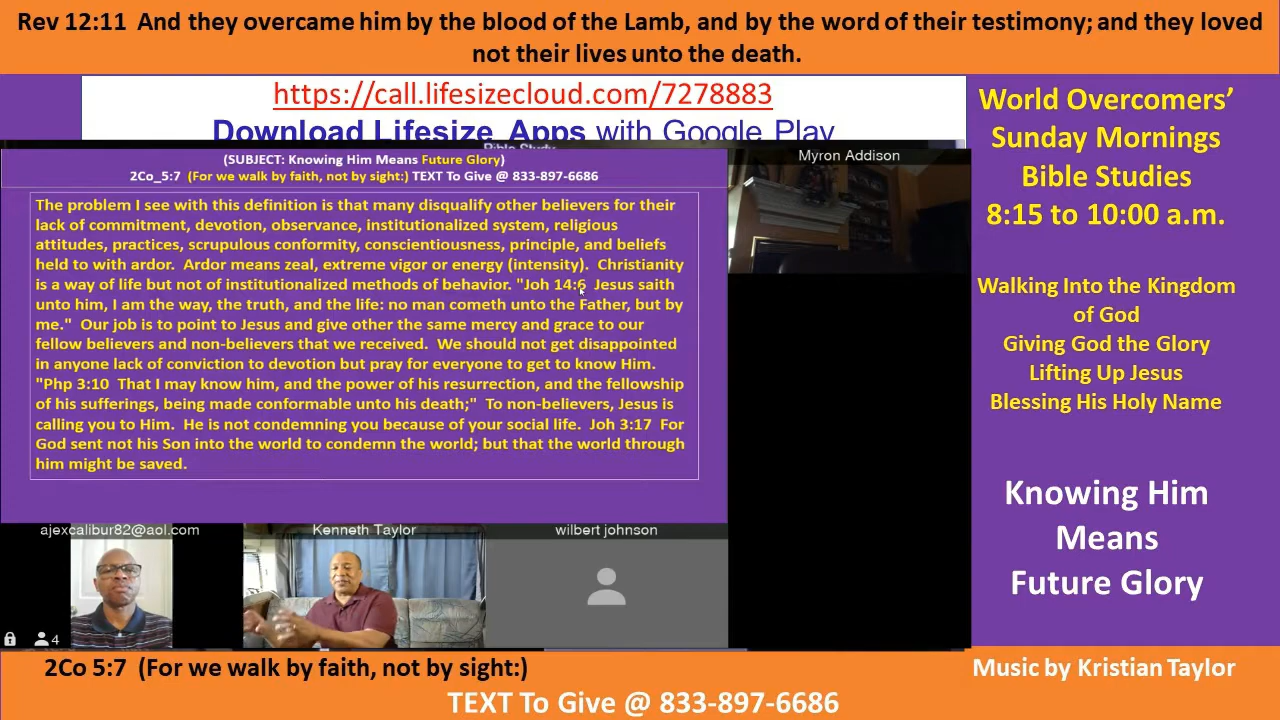 Rev 12:11  And they overcame him by the blood of the Lamb, and by the word of their testimony; and they loved
not their lives unto the death.
https://call.lifesizecloud.com/7278883
Download Lifesize Apps with Google Play
Bible Study
(SUBJECT: Knowing Him Means Future Glory)
2Co_5:7  (For we walk by faith, not by sight:) TEXT To Give @ 833-897-6686
The problem I see with this definition is that many disqualify other believers for their
lack of commitment, devotion, observance, institutionalized system, religious
attitudes, practices, scrupulous conformity, conscientiousness, principle, and beliefs
held to with ardor.  Ardor means zeal, extreme vigor or energy (intensity).  Christianity
is a way of life but not of institutionalized methods of behavior. "Joh 14:6  Jesus saith
unto him, I am the way, the truth, and the life: no man cometh unto the Father, but by
me."  Our job is to point to Jesus and give other the same mercy and grace to our
fellow believers and non-believers that we received.  We should not get disappointed
in anyone lack of conviction to devotion but pray for everyone to get to know Him.
"Php 3:10  That I may know him, and the power of his resurrection, and the fellowship
of his sufferings, being made conformable unto his death;"  To non-believers, Jesus is
calling you to Him.  He is not condemning you because of your social life.  Joh 3:17  For
God sent not his Son into the world to condemn the world; but that the world through
him might be saved.
Myron Addison
ajexcalibur82@aol.com
Kenneth Taylor
wilbert johnson
4
World Overcomers'
Sunday Mornings
Bible Studies
8:15 to 10:00 a.m.
Walking Into the Kingdom
of God
Giving God the Glory
Lifting Up Jesus
Blessing His Holy Name
Knowing Him
Means
Future Glory
2Co 5:7  (For we walk by faith, not by sight:)
Music by Kristian Taylor
TEXT To Give @ 833-897-6686